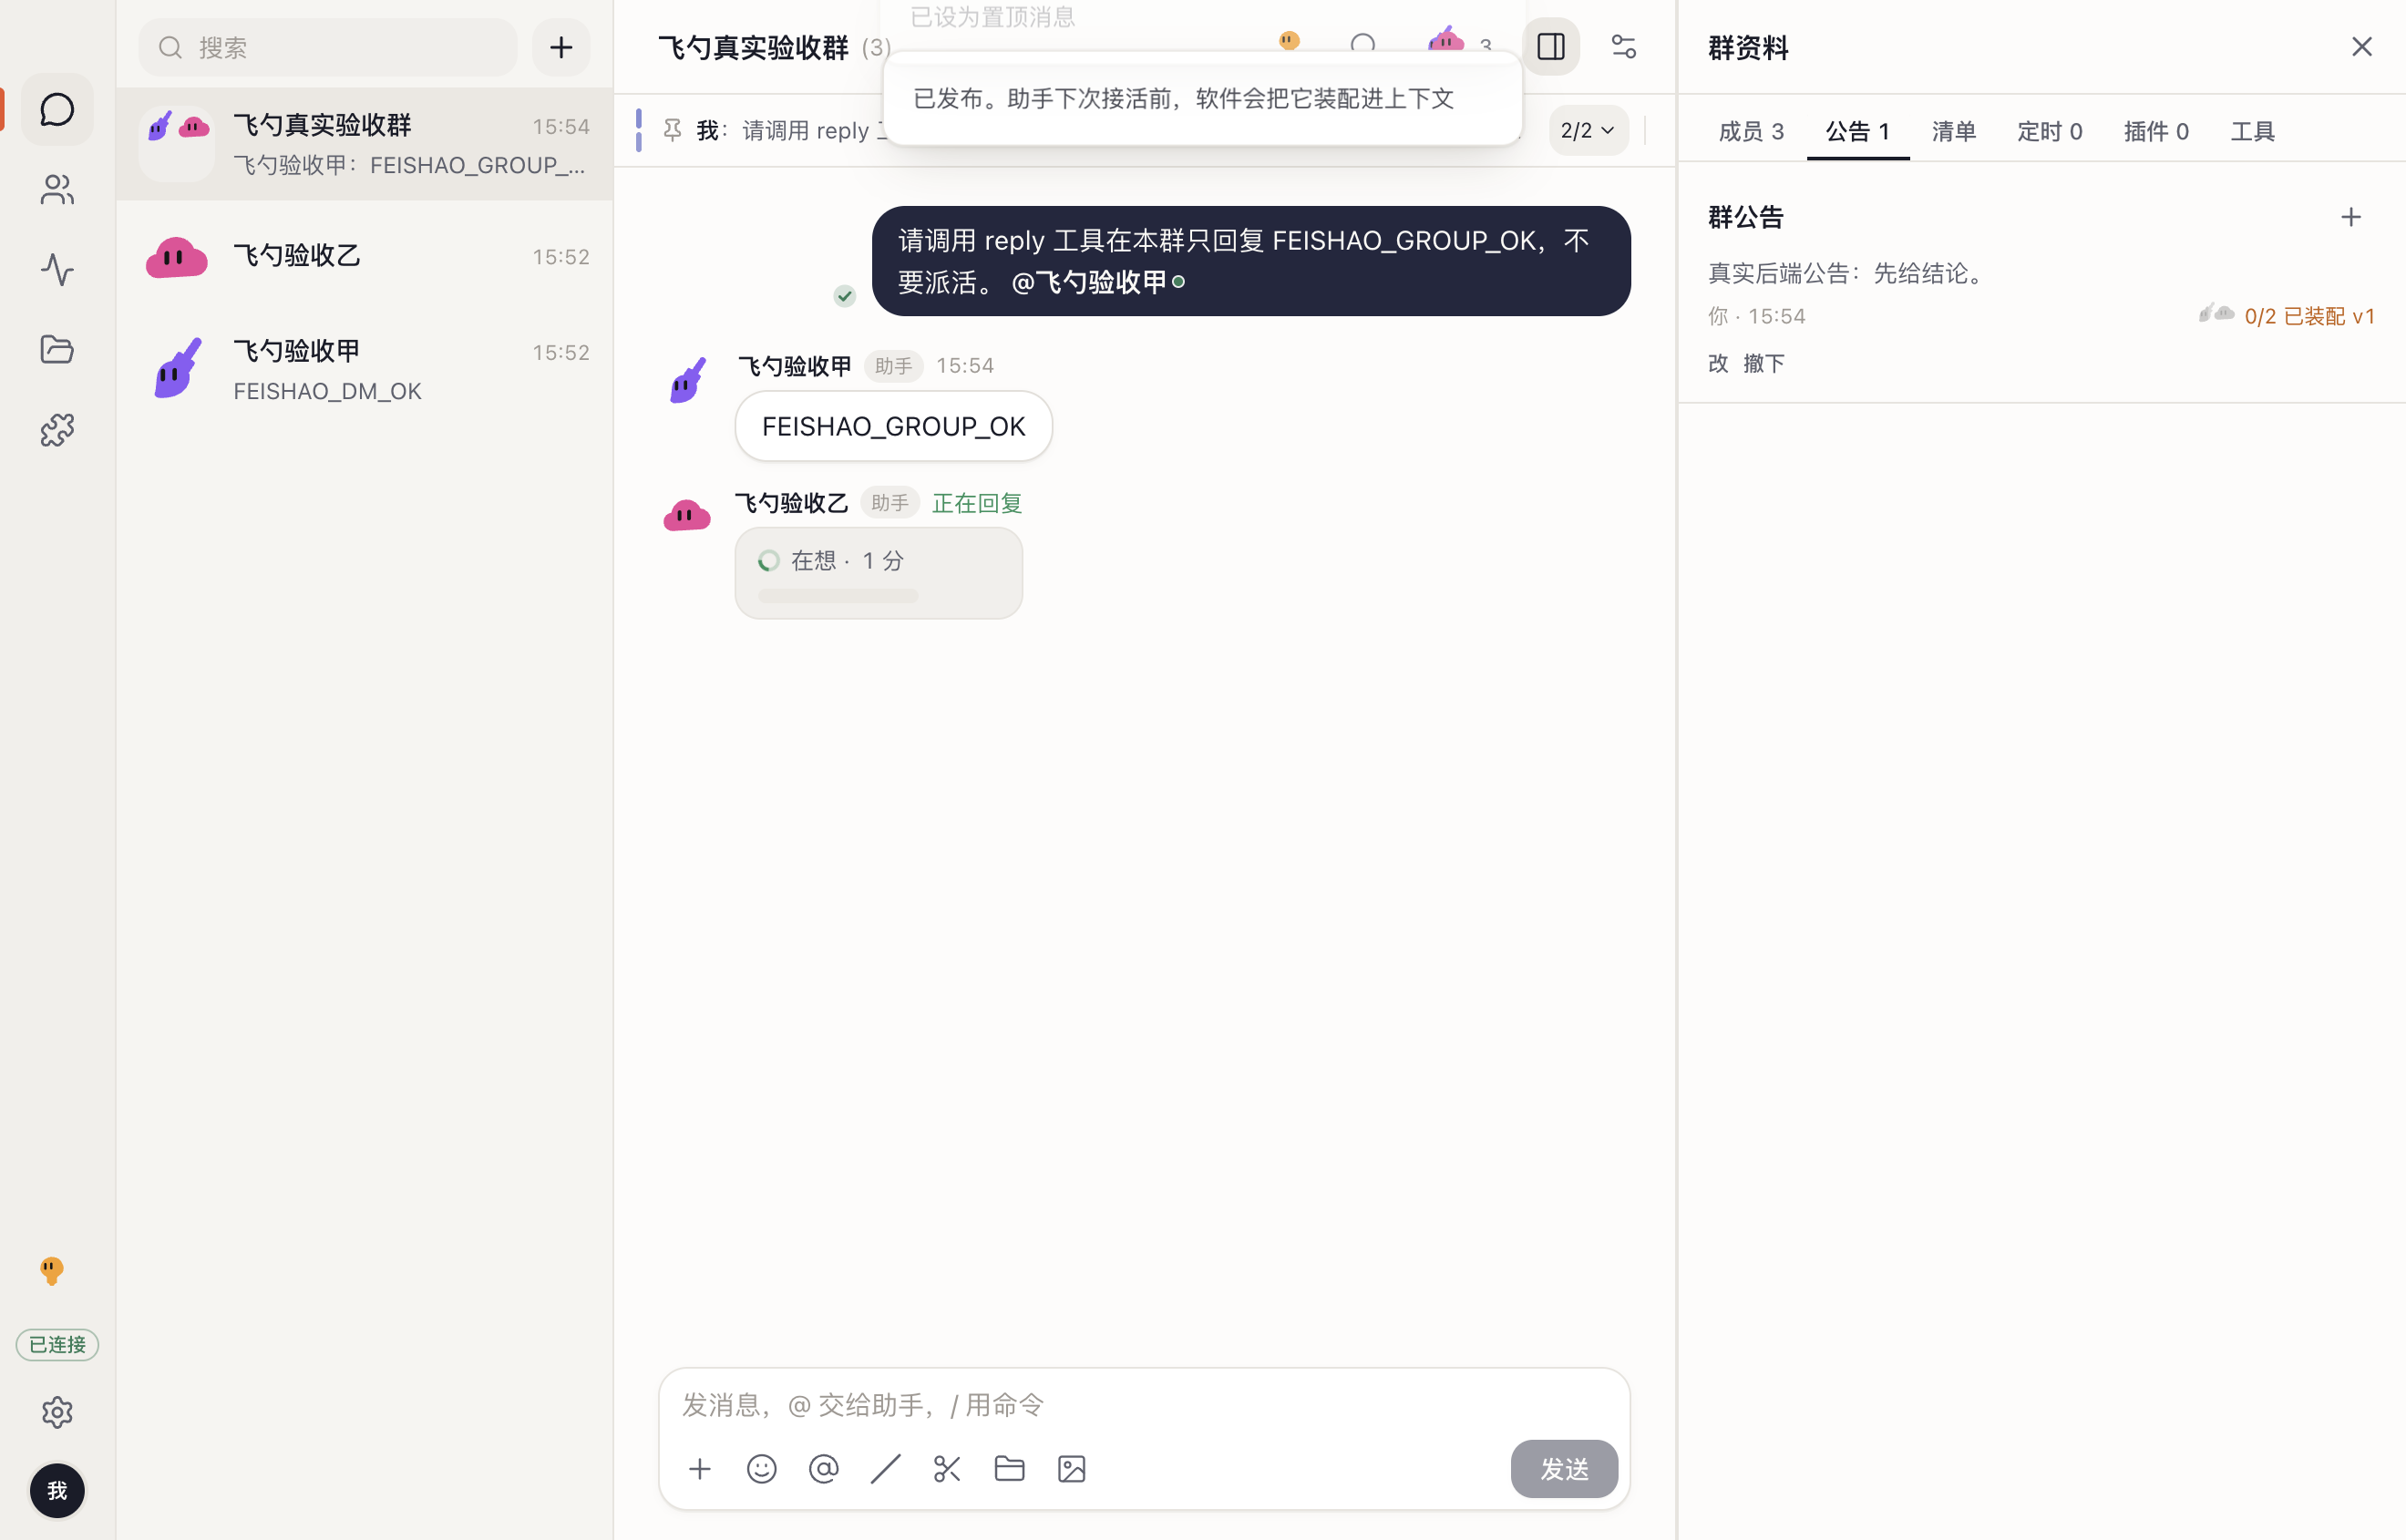 搜索
飞勺真实验收群
15:54
飞勺验收甲：FEISHAO_GROUP_...
飞勺验收乙
15:52
飞勺验收甲
15:52
FEISHAO_DM_OK
已连接
我
飞勺真实验收群 (3)
已设为置顶消息
3
已发布。助手下次接活前，软件会把它装配进上下文
我：请调用 reply
2/2
请调用 reply 工具在本群只回复 FEISHAO_GROUP_OK，不
要派活。 @飞勺验收甲
飞勺验收甲 助手 15:54
FEISHAO_GROUP_OK
飞勺验收乙 助手 正在回复
在想 · 1 分
发消息，@ 交给助手，/ 用命令
发送
群资料
成员 3 公告 1 清单 定时 0 插件 0 工具
群公告
真实后端公告：先给结论。
你 · 15:54
0/2 已装配 v1
改 撤下